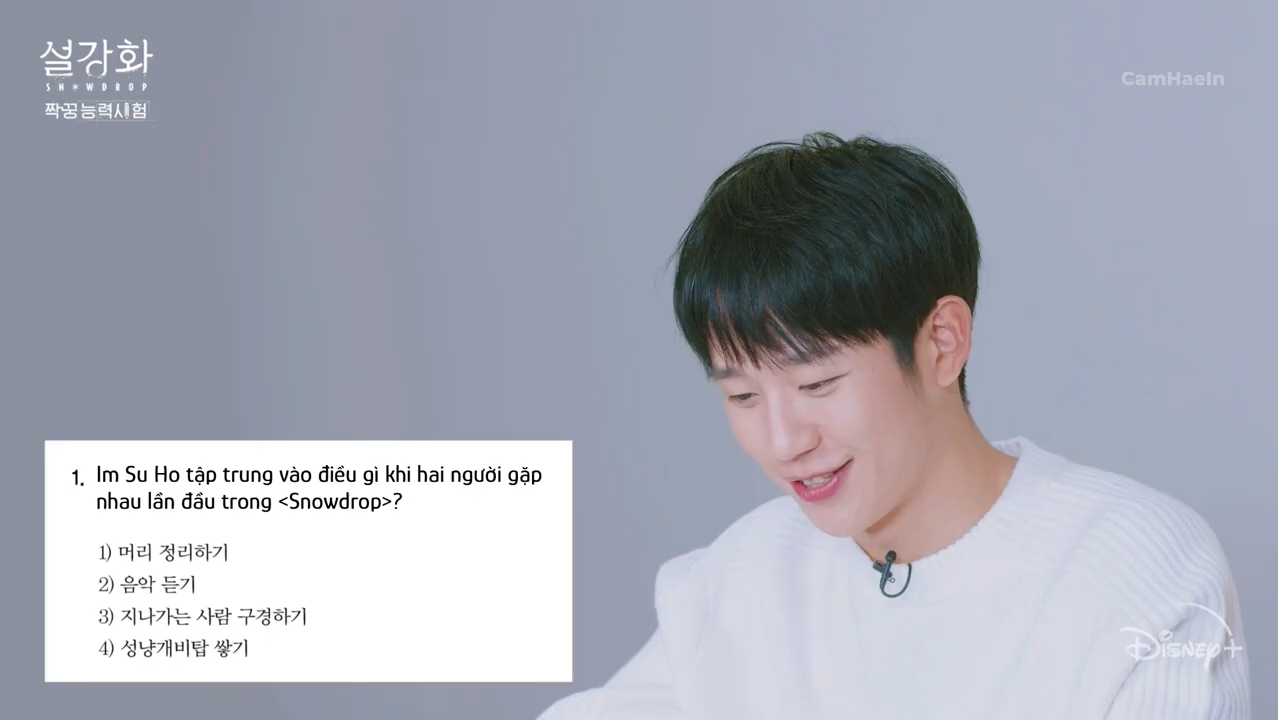 설강화
SN*WDROP
짝꿍능력시험
CamHaeIn
1. Im Su Ho tập trung vào điều gì khi hai người gặp
nhau lần đầu trong <Snowdrop>?
1) 머리 정리하기
2) 음악 듣기
3) 지나가는 사람 구경하기
4) 성냥개비탑 쌓기
Disney+